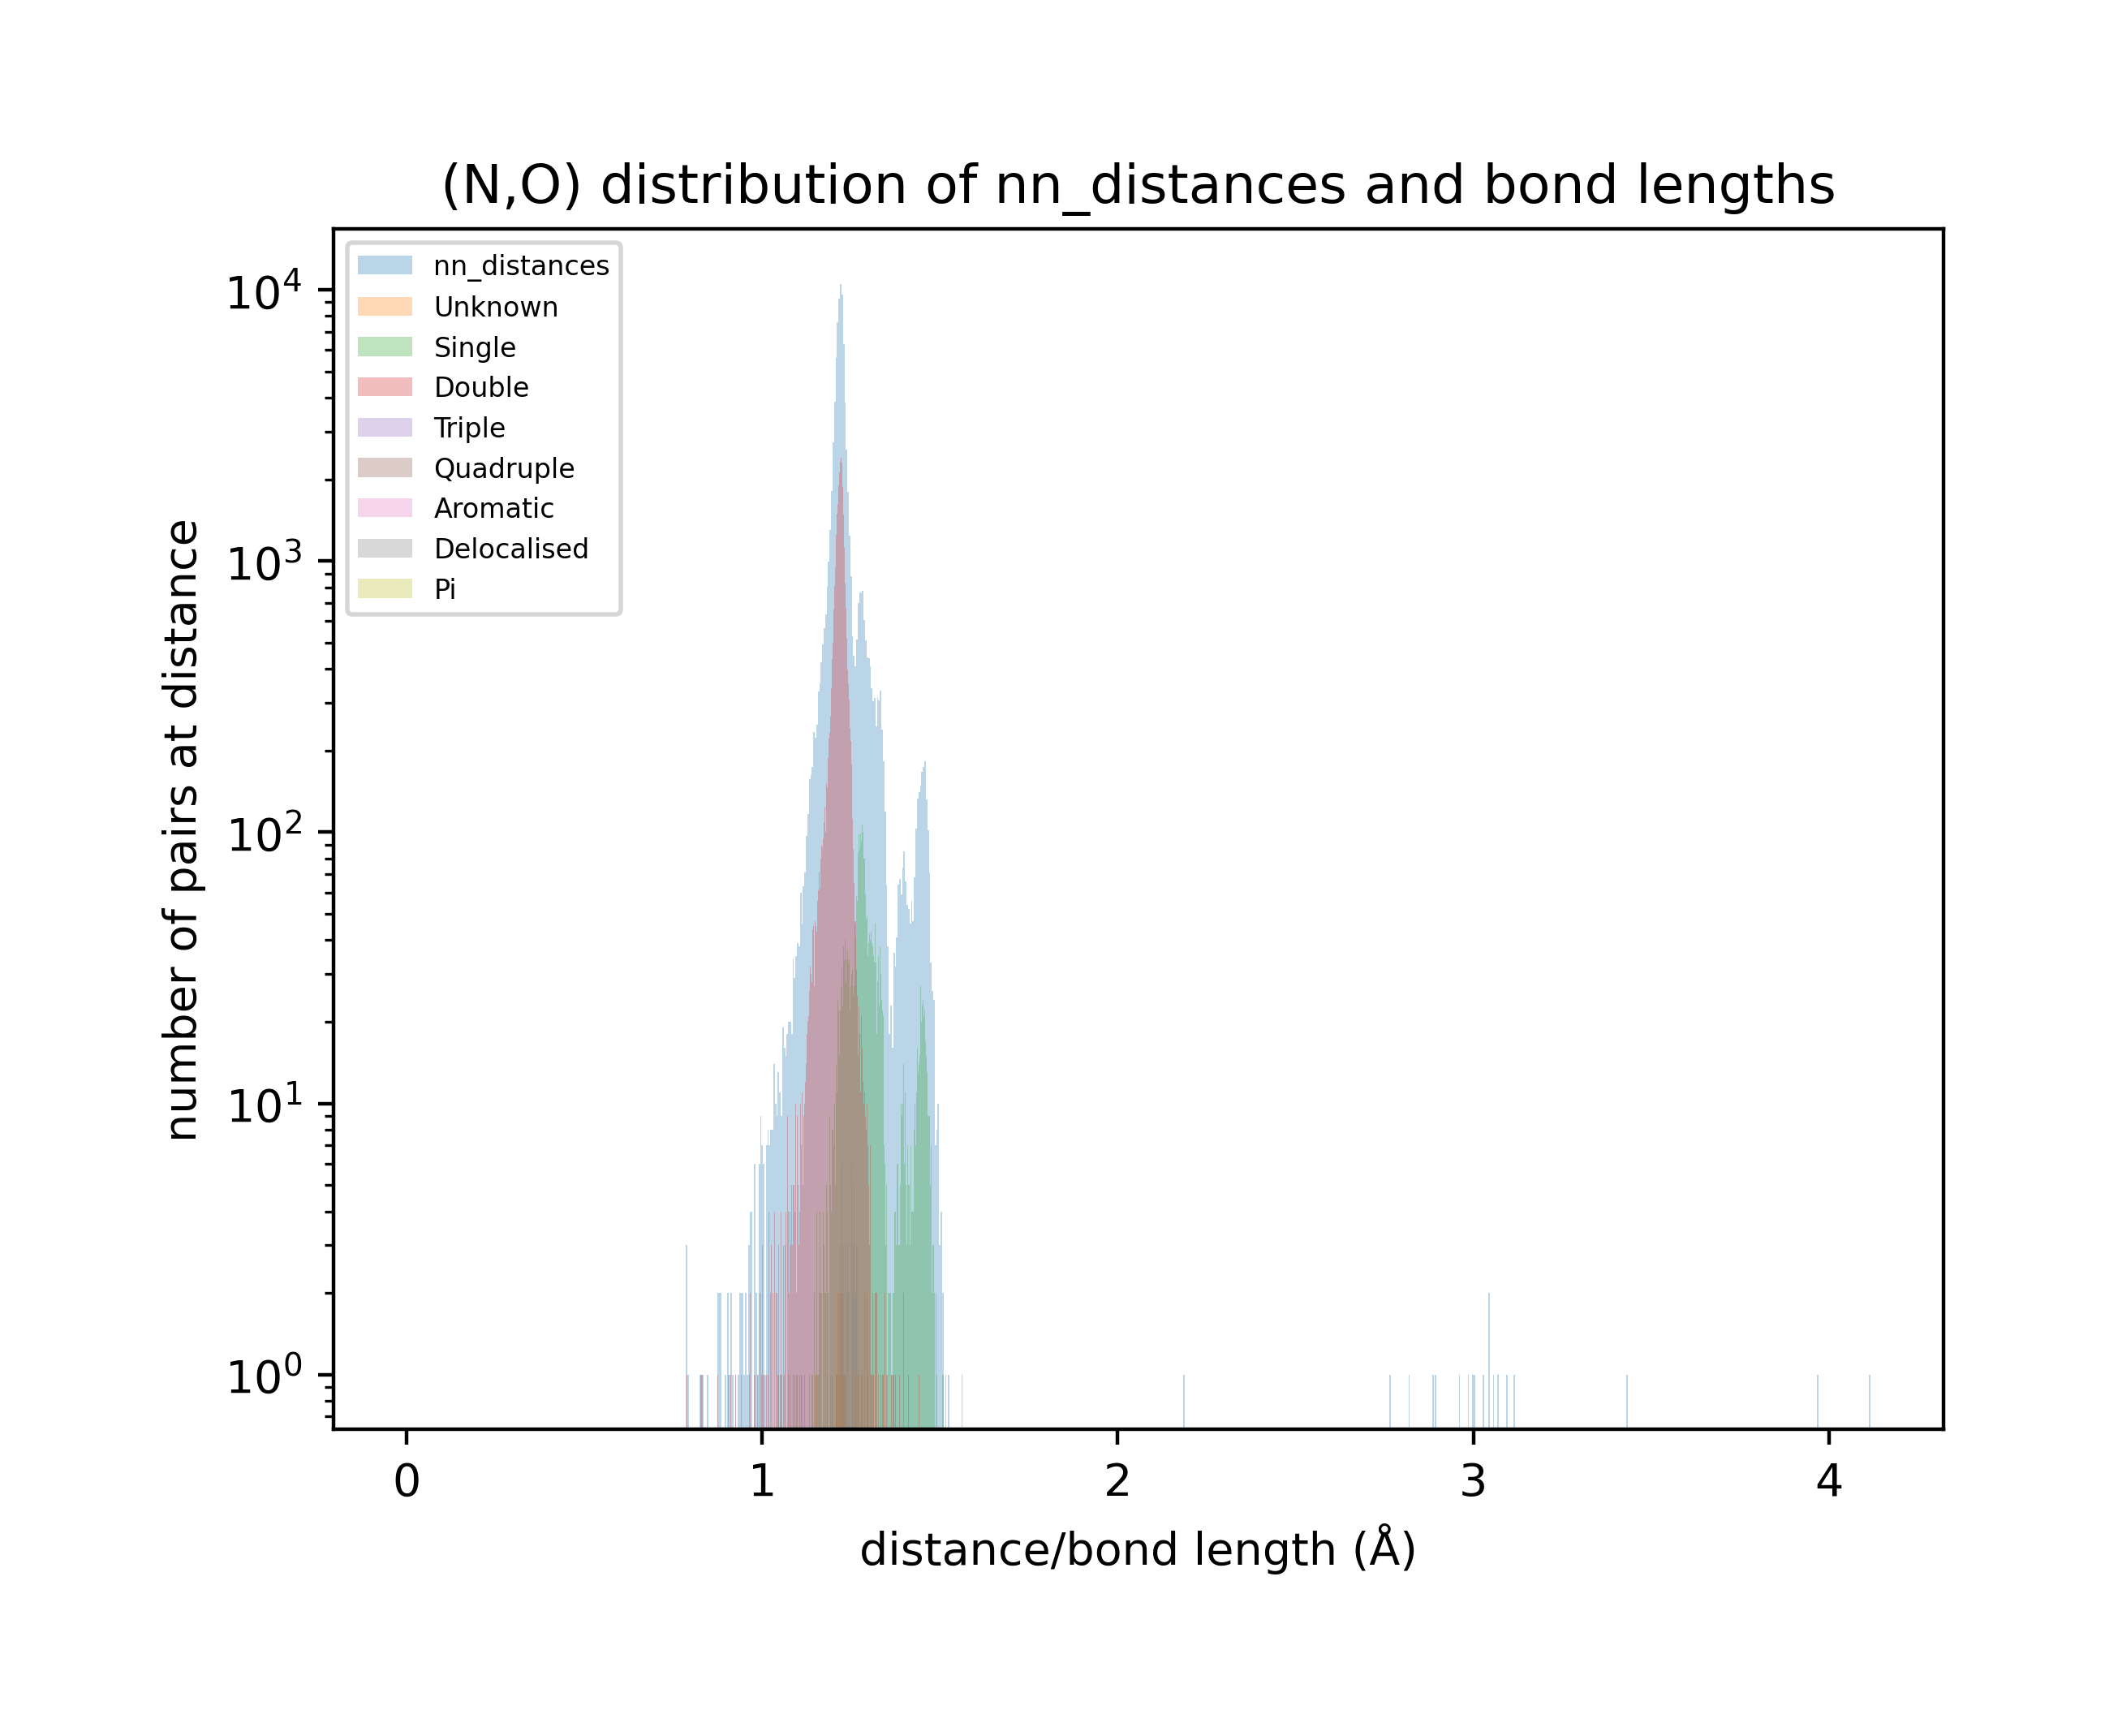 (N,O) distribution of nn_distances and bond lengths
nn_distances
Unknown
Single
Double
Triple
Quadruple
Aromatic
Delocalised
Pi
10⁴
10³
10²
10¹
10⁰
number of pairs at distance
0 1 2 3 4
distance/bond length (Å)